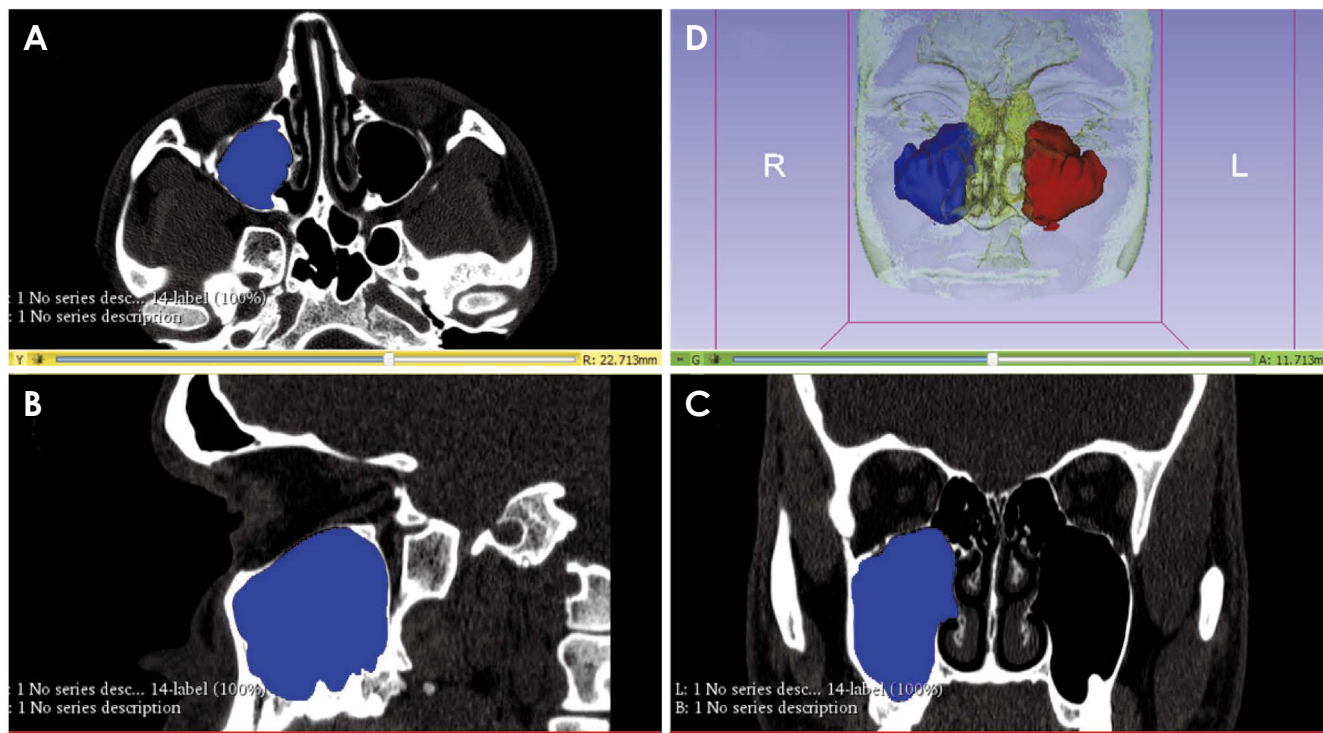 A
: 1 No series desc... 14-label (100%)
: 1 No series description
Y
R: 22.713mm
D
R
L
G
A: 11.713m
B
: 1 No series desc... 14-label (100%)
: 1 No series description
C
L: 1 No series desc... 14-label (100%)
B: 1 No series description